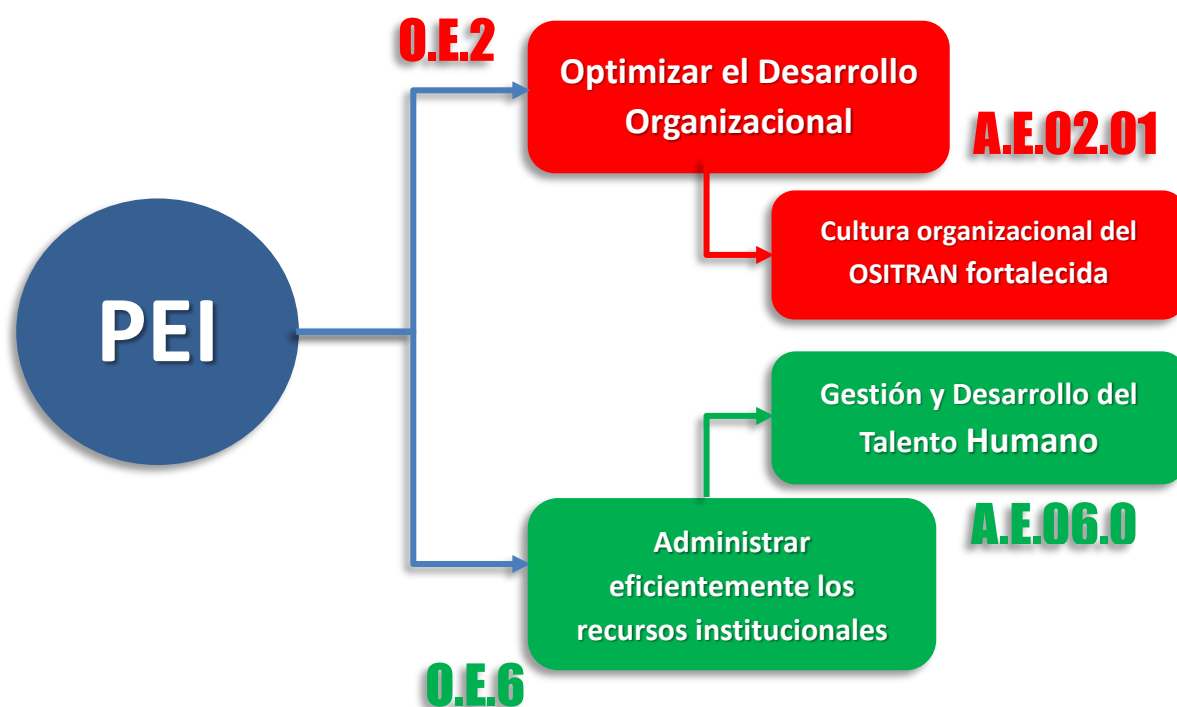 O.E.2
Optimizar el Desarrollo
Organizacional
A.E.02.01
Cultura organizacional del
OSITRAN fortalecida
PEI
Gestión y Desarrollo del
Talento Humano
A.E.06.0
Administrar
eficientemente los
recursos institucionales
O.E.6